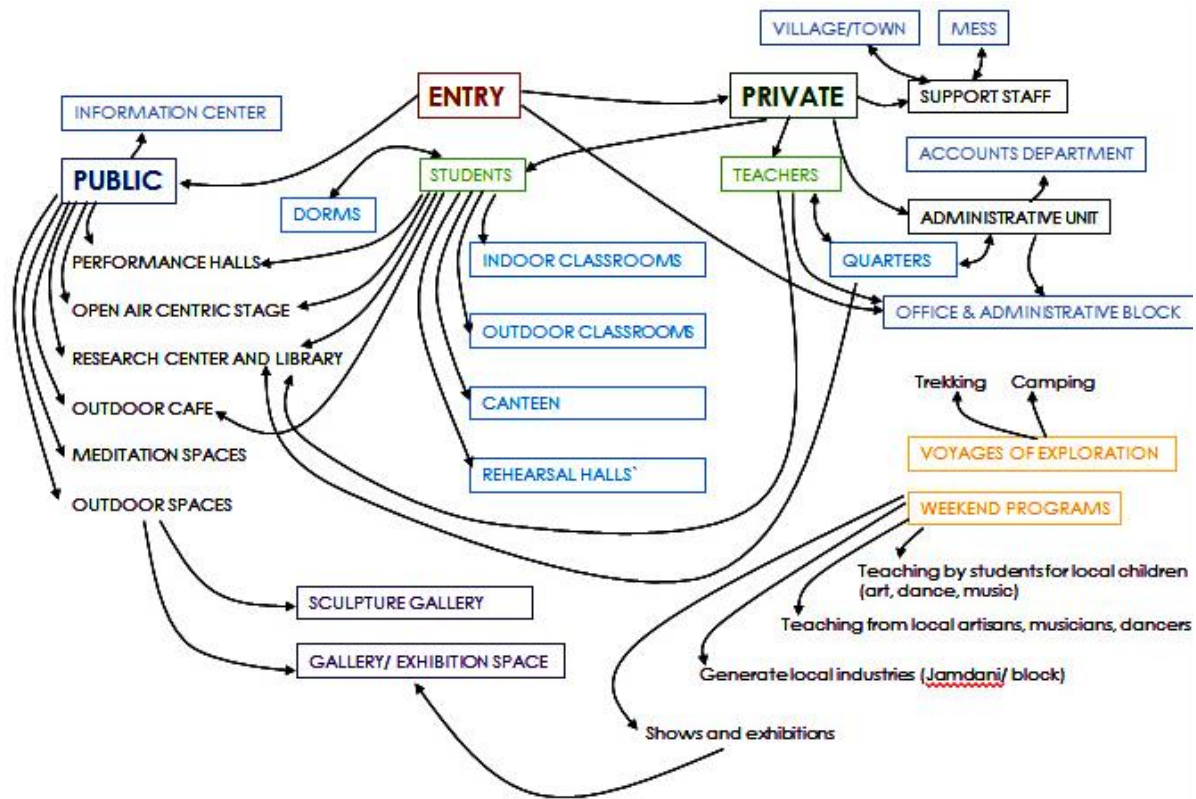 VILLAGE/TOWN
MESS
ENTRY
PRIVATE
SUPPORT STAFF
INFORMATION CENTER
PUBLIC
STUDENTS
TEACHERS
ACCOUNTS DEPARTMENT
DORMS
ADMINISTRATIVE UNIT
PERFORMANCE HALLS
INDOOR CLASSROOMS
QUARTERS
OPEN AIR CENTRIC STAGE
OFFICE & ADMINISTRATIVE BLOCK
OUTDOOR CLASSROOMS
RESEARCH CENTER AND LIBRARY
Trekking
Camping
OUTDOOR CAFE
CANTEEN
MEDITATION SPACES
VOYAGES OF EXPLORATION
REHEARSAL HALLS`
OUTDOOR SPACES
WEEKEND PROGRAMS
Teaching by students for local children
(art, dance, music)
SCULPTURE GALLERY
Teaching from local artisans, musicians, dancers
GALLERY/ EXHIBITION SPACE
Generate local industries (Jamdani/ block)
Shows and exhibitions